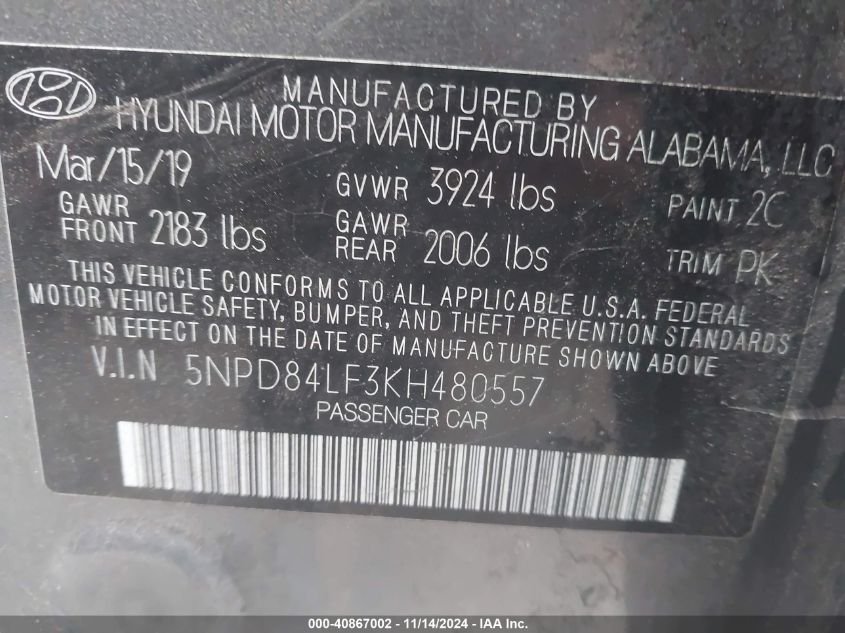 MANUFACTURED BY
HYUNDAI MOTOR MANUFACTURING ALABAMA, LLC
Mar/15/19 GVWR 3924 lbs PAINT 2C
GAWR FRONT 2183 lbs GAWR REAR 2006 lbs TRIM PK
THIS VEHICLE CONFORMS TO ALL APPLICABLE U.S.A. FEDERAL
MOTOR VEHICLE SAFETY, BUMPER, AND THEFT PREVENTION STANDARDS
IN EFFECT ON THE DATE OF MANUFACTURE SHOWN ABOVE
V.I.N 5NPD84LF3KH480557
PASSENGER CAR
000-40867002 - 11/14/2024 - IAA Inc.